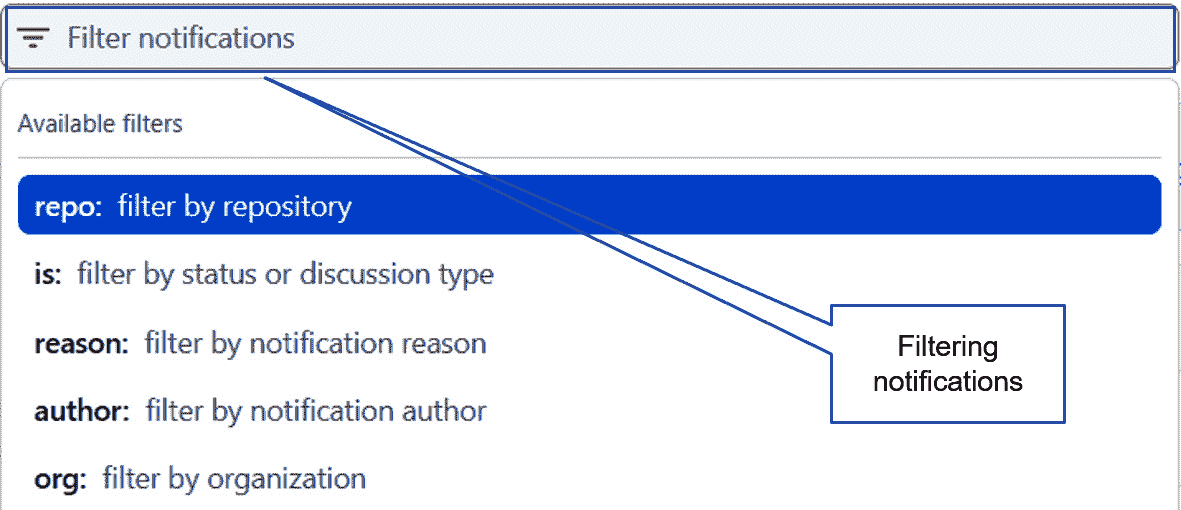 Filter notifications
Available filters
repo: filter by repository
is: filter by status or discussion type
reason: filter by notification reason
author: filter by notification author
org: filter by organization
Filtering
notifications